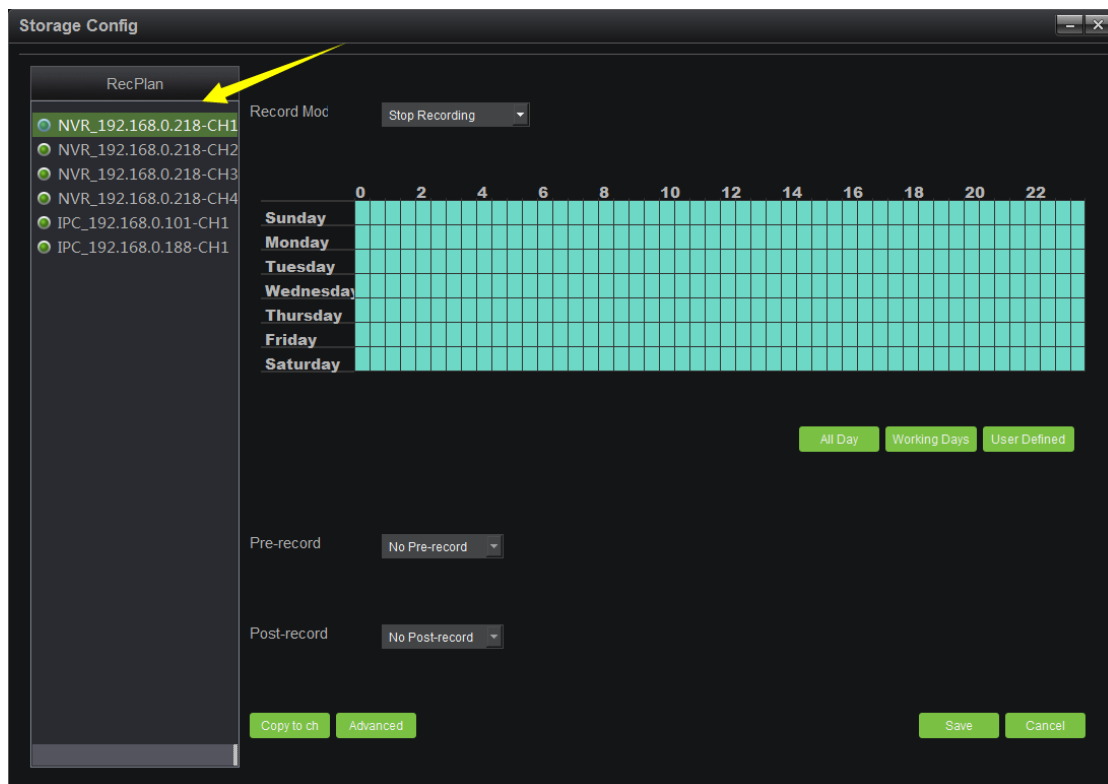 Storage Config
RecPlan
NVR_192.168.0.218-CH1
NVR_192.168.0.218-CH2
NVR_192.168.0.218-CH3
NVR_192.168.0.218-CH4
IPC_192.168.0.101-CH1
IPC_192.168.0.188-CH1
Record Mod
Stop Recording
0 2 4 6 8 10 12 14 16 18 20 22
Sunday
Monday
Tuesday
Wednesday
Thursday
Friday
Saturday
All Day Working Days User Defined
Pre-record No Pre-record
Post-record No Post-record
Copy to ch Advanced Save Cancel